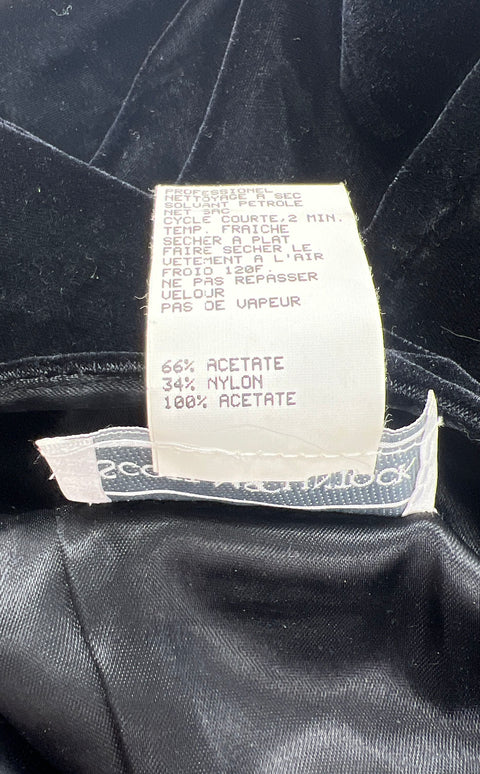 PROFESSIONEL
NETTOYAGE A SEC
SOLVANT PETROLE
NET SAC
CYCLE COURTE,2 MIN.
TEMP. FRAICHE
SECHER A PLAT
FAIRE SECHER LE
VETEMENT A L'AIR
FROID 120F.
NE PAS REPASSER
VELOUR
PAS DE VAPEUR
66% ACETATE
34% NYLON
100% ACETATE